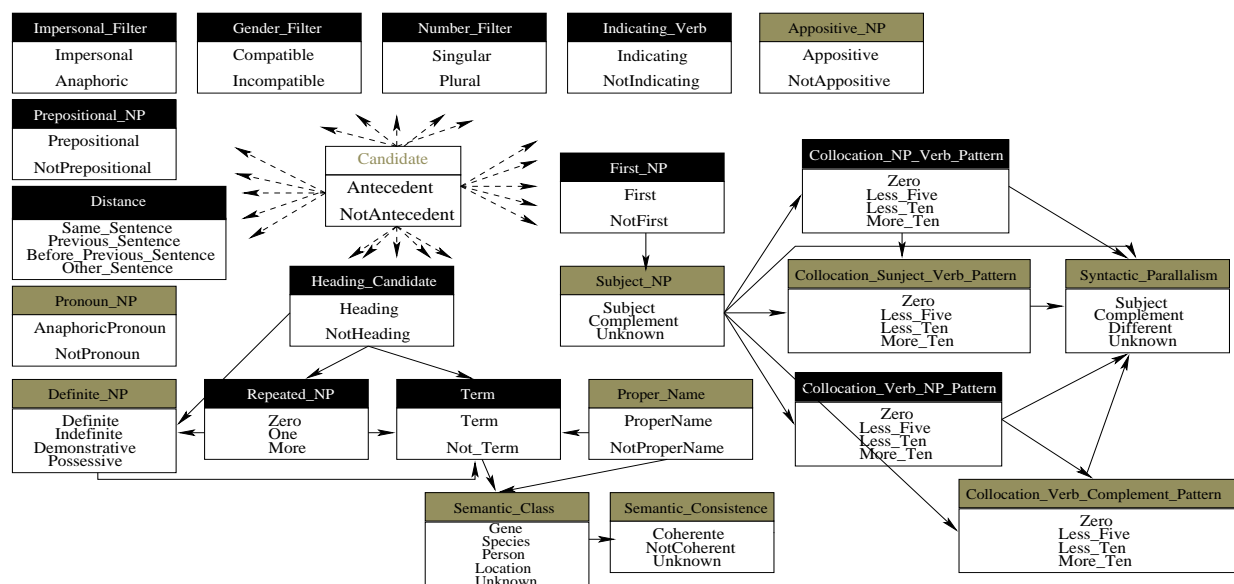 Impersonal_Filter
Impersonal
Anaphoric
Gender_Filter
Compatible
Incompatible
Number_Filter
Singular
Plural
Indicating_Verb
Indicating
NotIndicating
Appositive_NP
Appositive
NotAppositive
Prepositional_NP
Prepositional
NotPrepositional
Candidate
Antecedent
NotAntecedent
First_NP
First
NotFirst
Collocation_NP_Verb_Pattern
Zero
Less_Five
Less_Ten
More_Ten
Distance
Same_Sentence
Previous_Sentence
Before_Previous_Sentence
Other_Sentence
Heading_Candidate
Heading
NotHeading
Subject_NP
Subject
Complement
Unknown
Collocation_Sunject_Verb_Pattern
Zero
Less_Five
Less_Ten
More_Ten
Syntactic_Parallalism
Subject
Complement
Different
Unknown
Pronoun_NP
AnaphoricPronoun
NotPronoun
Definite_NP
Definite
Indefinite
Demonstrative
Possessive
Repeated_NP
Zero
One
More
Term
Term
Not_Term
Proper_Name
ProperName
NotProperName
Collocation_Verb_NP_Pattern
Zero
Less_Five
Less_Ten
More_Ten
Semantic_Class
Gene
Species
Person
Location
Unknown
Semantic_Consistence
Coherente
NotCoherent
Unknown
Collocation_Verb_Complement_Pattern
Zero
Less_Five
Less_Ten
More_Ten